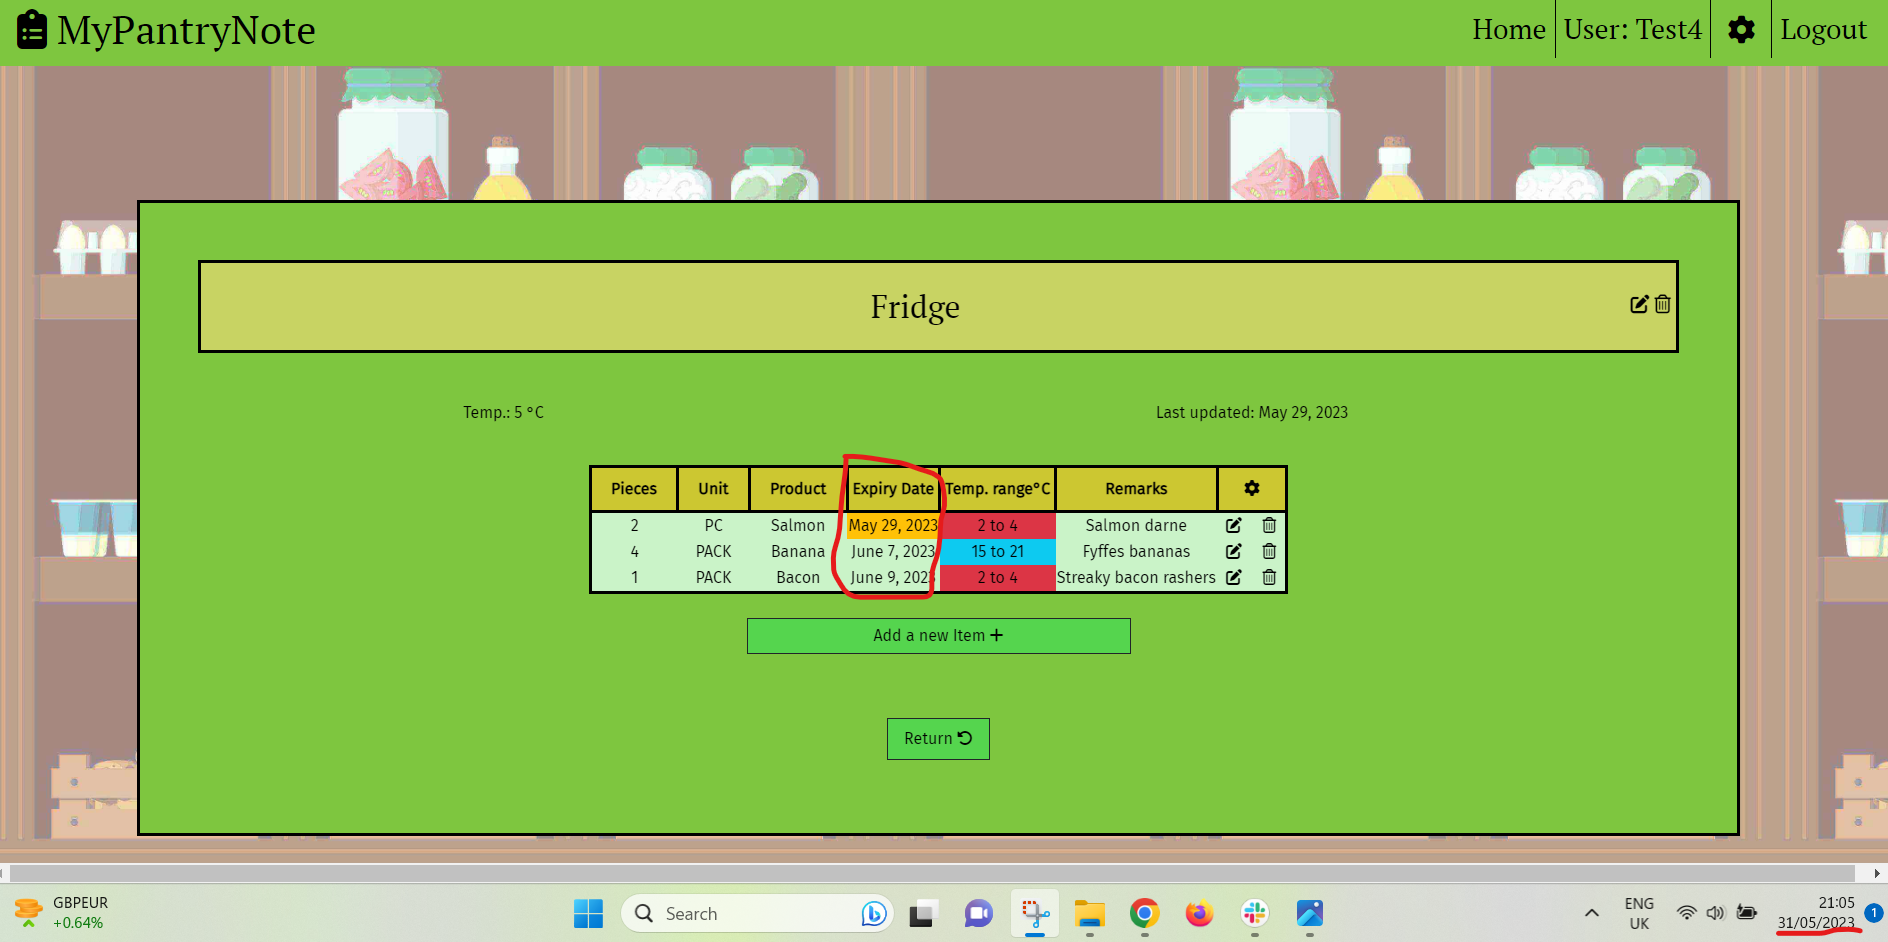 MyPantryNote
Home User: Test4 Logout
Fridge
Temp.: 5 °C
Last updated: May 29, 2023
Pieces Unit Product Expiry Date Temp. range°C Remarks
2 PC Salmon May 29, 2023 2 to 4 Salmon darne
4 PACK Banana June 7, 2023 15 to 21 Fyffes bananas
1 PACK Bacon June 9, 2023 2 to 4 Streaky bacon rashers
Add a new Item +
Return
GBPEUR
+0.64%
Search
ENG
UK
21:05
31/05/2023
1